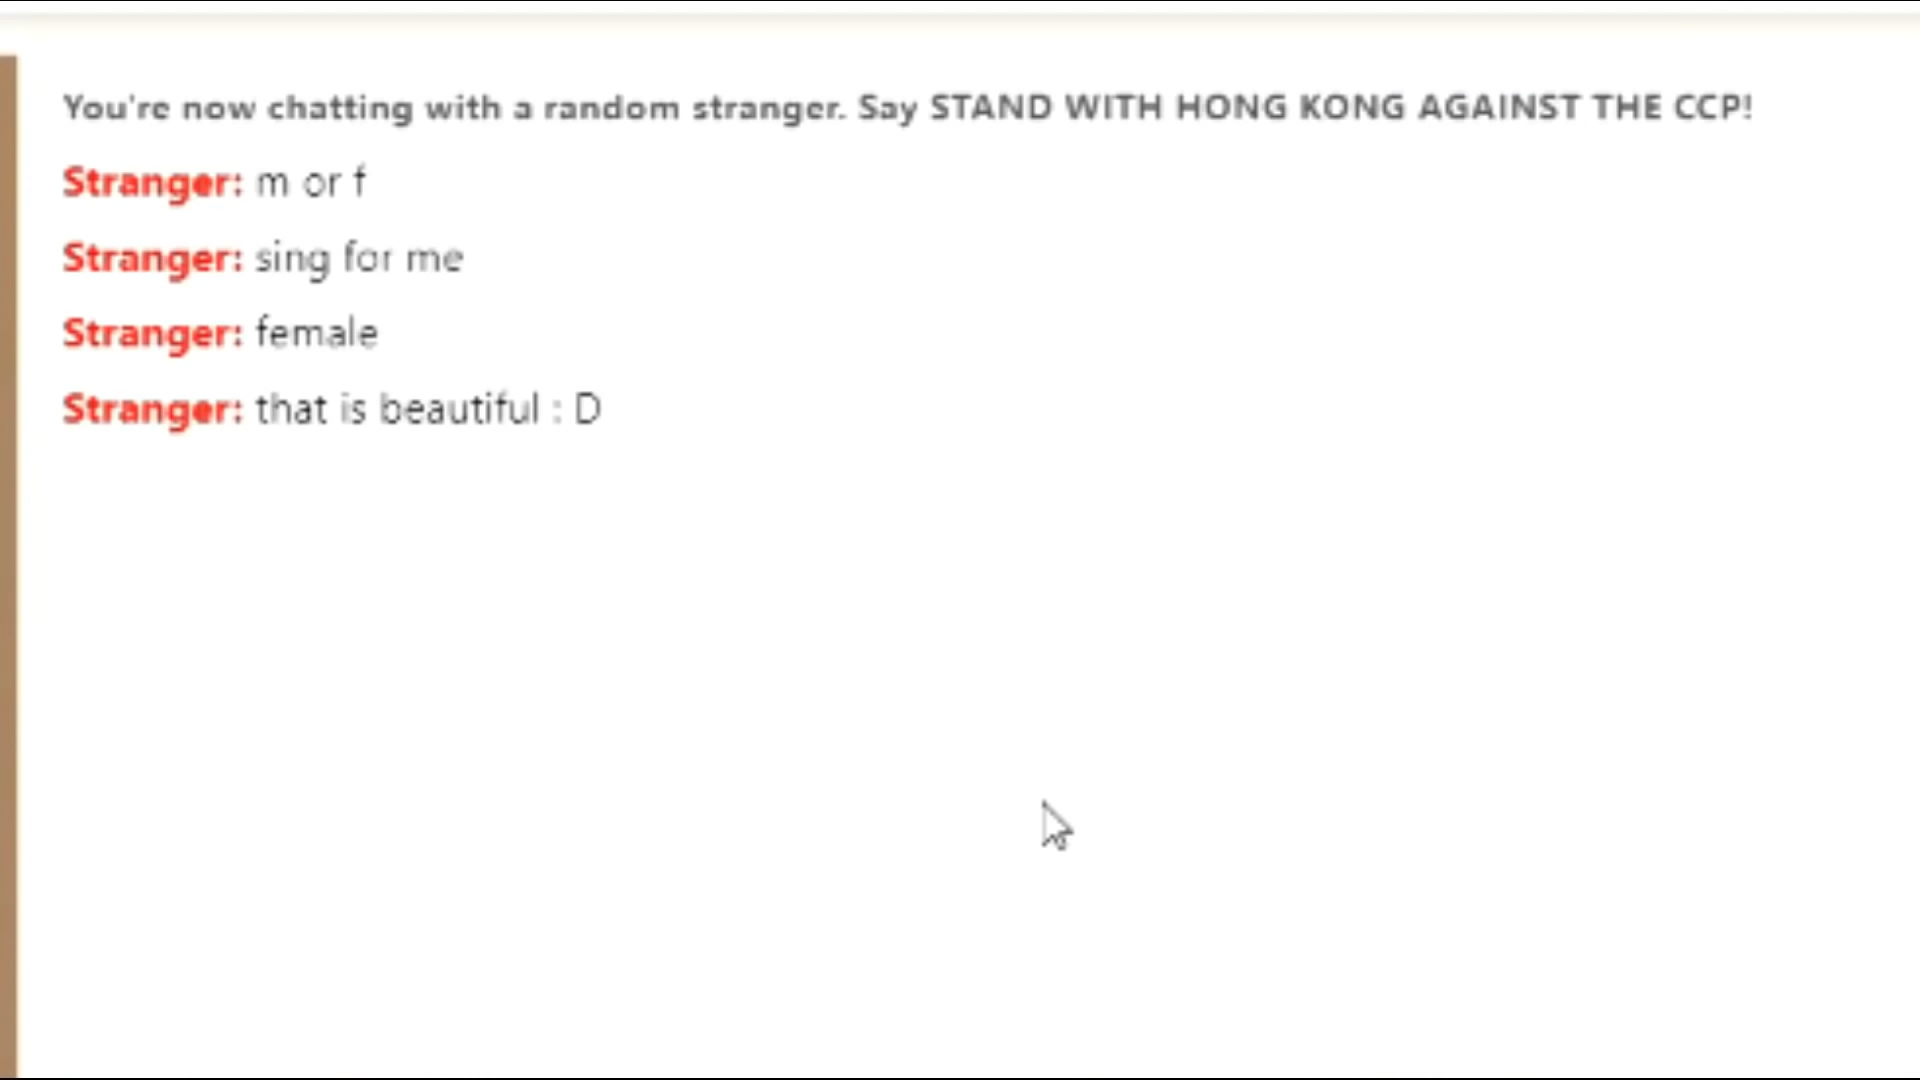 You're now chatting with a random stranger. Say STAND WITH HONG KONG AGAINST THE CCP!
Stranger: m or f
Stranger: sing for me
Stranger: female
Stranger: that is beautiful : D